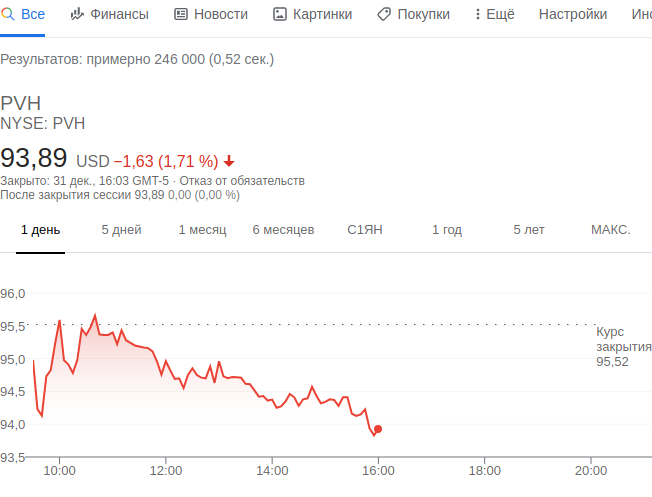 Все Финансы Новости Картинки Покупки Ещё Настройки Инс
Результатов: примерно 246 000 (0,52 сек.)
PVH
NYSE: PVH
93,89 USD −1,63 (1,71 %)
Закрыто: 31 дек., 16:03 GMT-5 · Отказ от обязательств
После закрытия сессии 93,89 0,00 (0,00 %)
1 день 5 дней 1 месяц 6 месяцев С1ЯН 1 год 5 лет МАКС.
96,0
95,5
Курс
закрытия
95,52
95,0
94,5
94,0
93,5
10:00 12:00 14:00 16:00 18:00 20:00